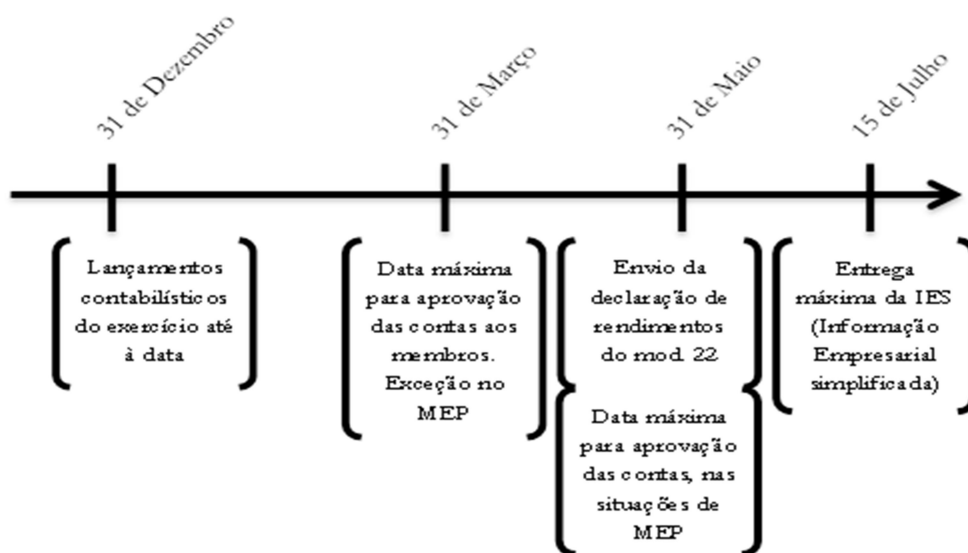 31 de Dezembro
31 de Março
31 de Maio
15 de Julho
Lançamentos
contabilísticos
do exercício até
à data
Data máxima
para aprovação
das contas aos
membros.
Exceção no
MEP
Envio da
declaração de
rendimentos
do mod. 22
Data máxima
para aprovação
das contas, nas
situações de
MEP
Entrega
máxima da IES
(Informação
Empresarial
simplificada)